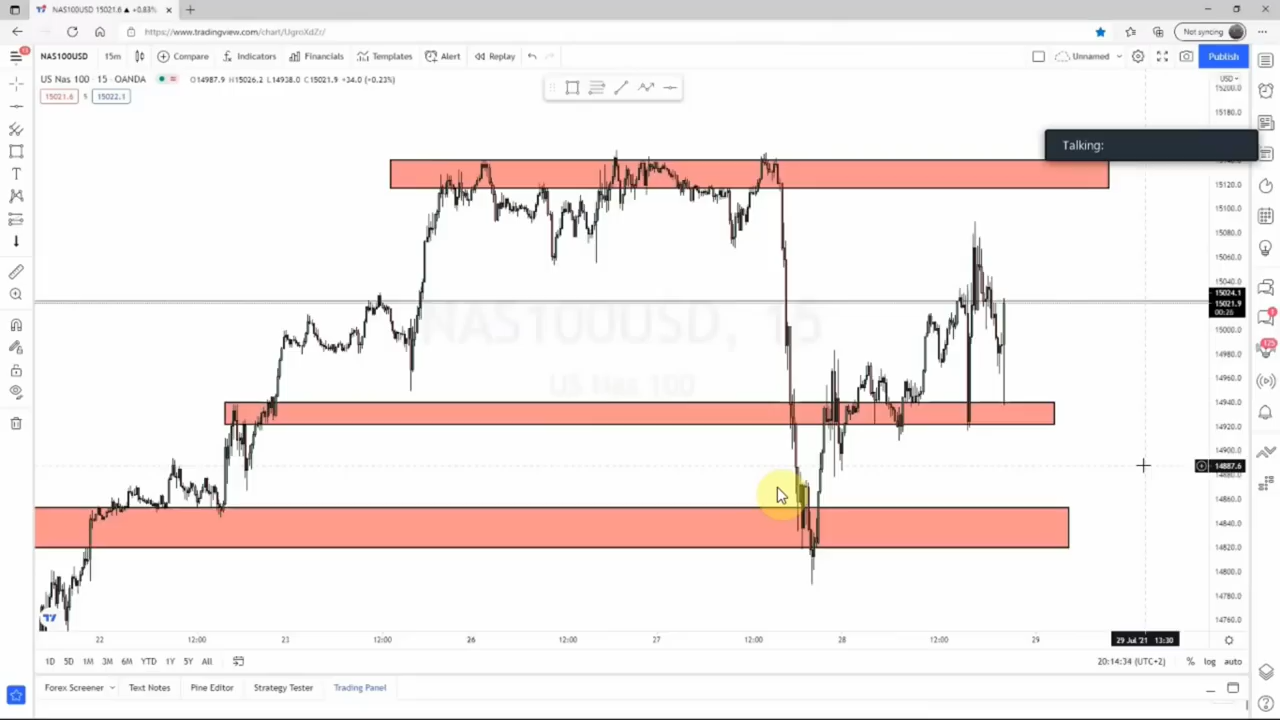 NAS100USD 15021.6 ▲ +0.83%
https://www.tradingview.com/chart/UgroXdZr/
Not syncing
NAS100USD 15m Compare Indicators Financials Templates Alert Replay Unnamed Publish
US Nas 100 · 15 · OANDA O14987.9 H15026.2 L14938.0 C15021.9 +34.0 (+0.23%)
15021.6 5 15022.1
USD
15200.0
15180.0
Talking:
15140.0
15120.0
15100.0
15080.0
15060.0
15040.0
15024.1
15021.9
00:26
15000.0
NAS100USD, 15
US Nas 100
14980.0
14960.0
14940.0
14920.0
14900.0
14887.6
14880.0
14860.0
14840.0
14820.0
14800.0
14780.0
14760.0
22 12:00 23 12:00 26 12:00 27 12:00 28 12:00 29 29 Jul '21 13:30
1D 5D 1M 3M 6M YTD 1Y 5Y All 20:14:34 (UTC+2) % log auto
Forex Screener Text Notes Pine Editor Strategy Tester Trading Panel